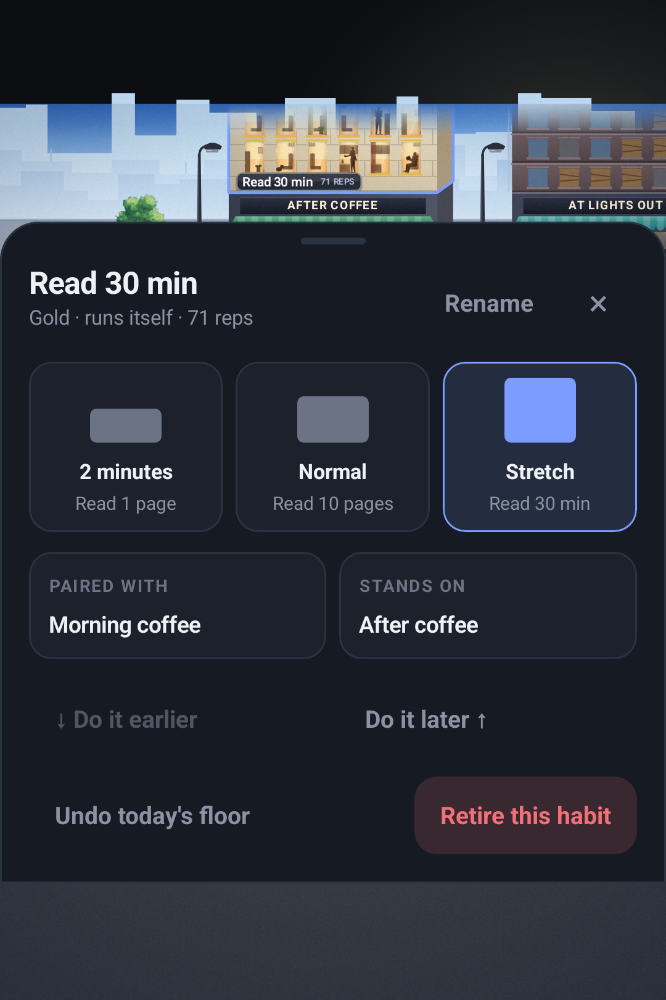 Read 30 min 71 REPS
AFTER COFFEE
AT LIGHTS OUT
Read 30 min
Gold · runs itself · 71 reps
Rename ×
2 minutes
Read 1 page
Normal
Read 10 pages
Stretch
Read 30 min
PAIRED WITH
Morning coffee
STANDS ON
After coffee
↓ Do it earlier
Do it later ↑
Undo today's floor
Retire this habit